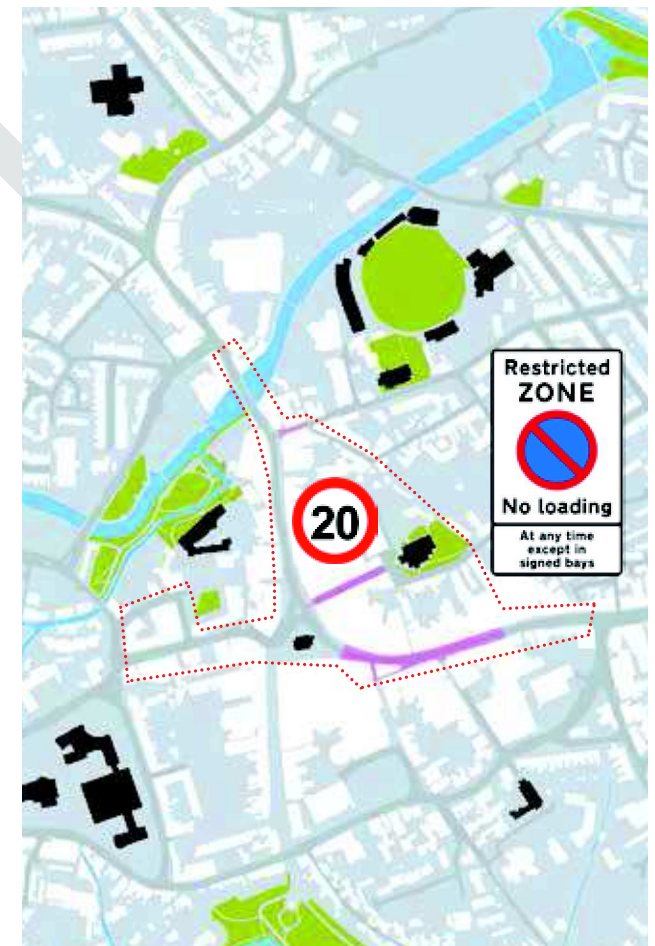 Restricted
ZONE
No loading
At any time
except in
signed bays
20